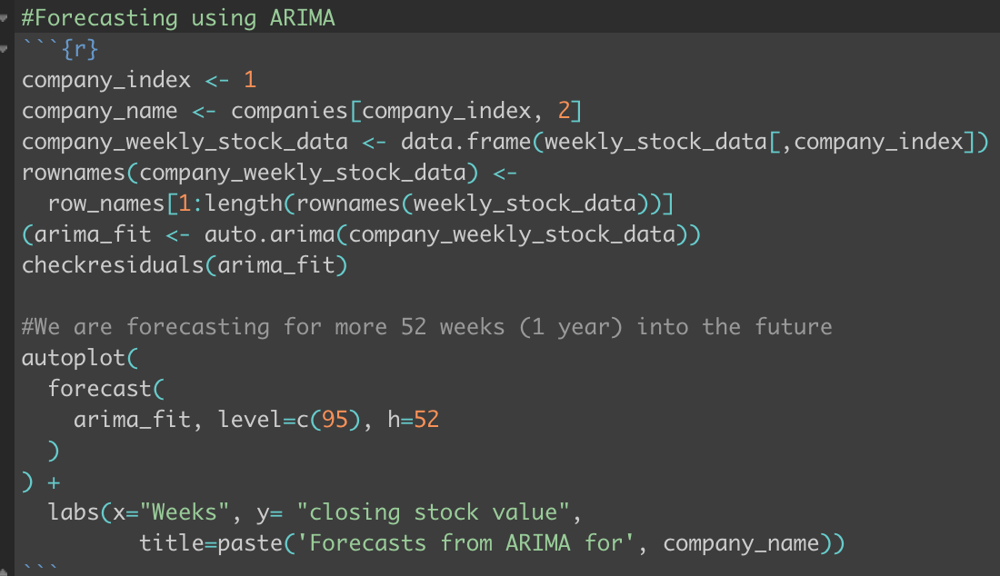 #Forecasting using ARIMA
```{r}
company_index <- 1
company_name <- companies[company_index, 2]
company_weekly_stock_data <- data.frame(weekly_stock_data[,company_index])
rownames(company_weekly_stock_data) <-
  row_names[1:length(rownames(weekly_stock_data))]
(arima_fit <- auto.arima(company_weekly_stock_data))
checkresiduals(arima_fit)

#We are forecasting for more 52 weeks (1 year) into the future
autoplot(
  forecast(
    arima_fit, level=c(95), h=52
  )
) +
  labs(x="Weeks", y= "closing stock value",
         title=paste('Forecasts from ARIMA for', company_name))
```